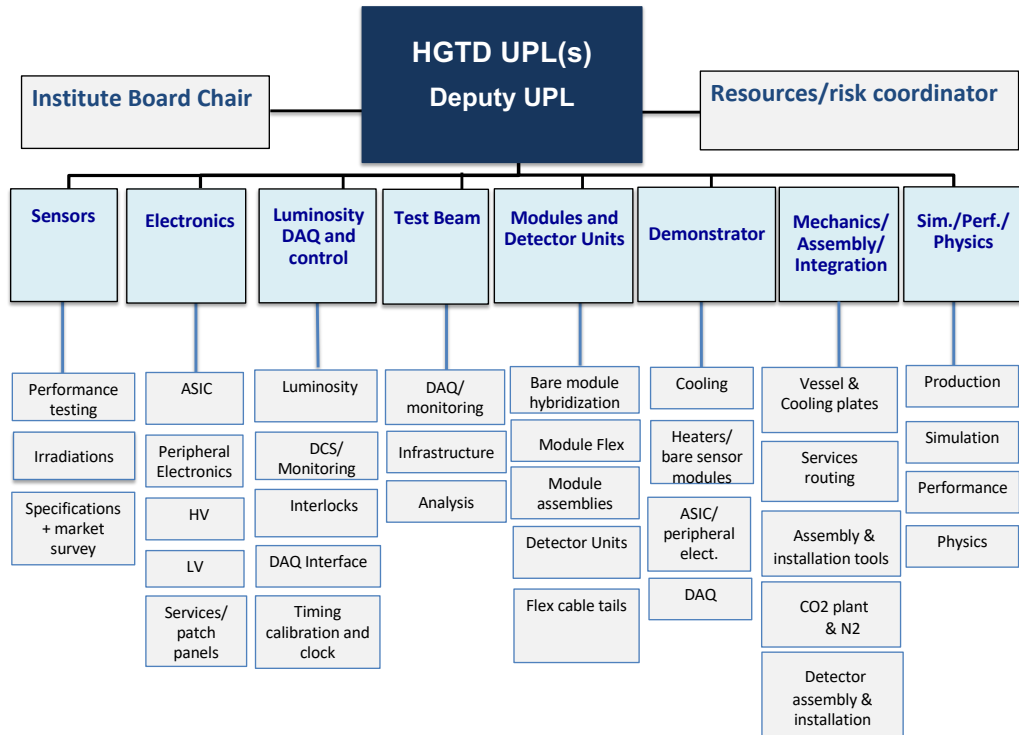 HGTD UPL(s)
Deputy UPL
Institute Board Chair
Resources/risk coordinator
Sensors
Electronics
Luminosity
DAQ and
control
Test Beam
Modules and
Detector Units
Demonstrator
Mechanics/
Assembly/
Integration
Sim./Perf./
Physics
Performance
testing
Irradiations
Specifications
+ market
survey
ASIC
Peripheral
Electronics
HV
LV
Services/
patch
panels
Luminosity
DCS/
Monitoring
Interlocks
DAQ Interface
Timing
calibration and
clock
DAQ/
monitoring
Infrastructure
Analysis
Bare module
hybridization
Module Flex
Module
assemblies
Detector Units
Flex cable tails
Cooling
Heaters/
bare sensor
modules
ASIC/
peripheral
elect.
DAQ
Vessel &
Cooling plates
Services
routing
Assembly &
installation tools
CO2 plant
& N2
Detector
assembly &
installation
Production
Simulation
Performance
Physics